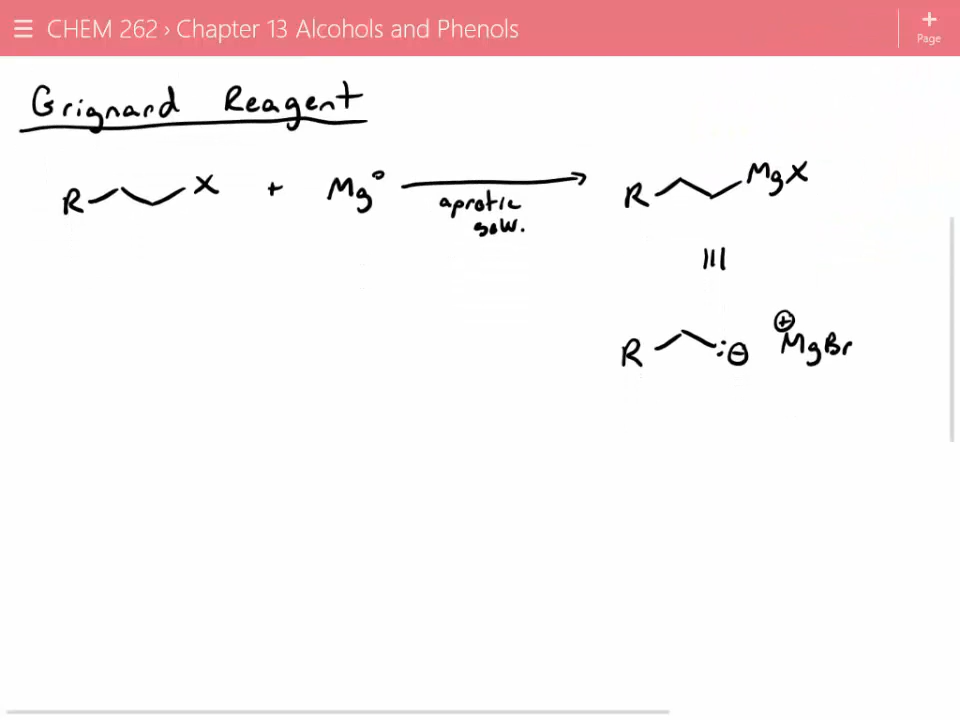 ☰ CHEM 262 › Chapter 13 Alcohols and Phenols
+
Page
Grignard Reagent
R X + Mg° → R MgX
aprotic
solv.
≡
R :⊖ ⊕MgBr